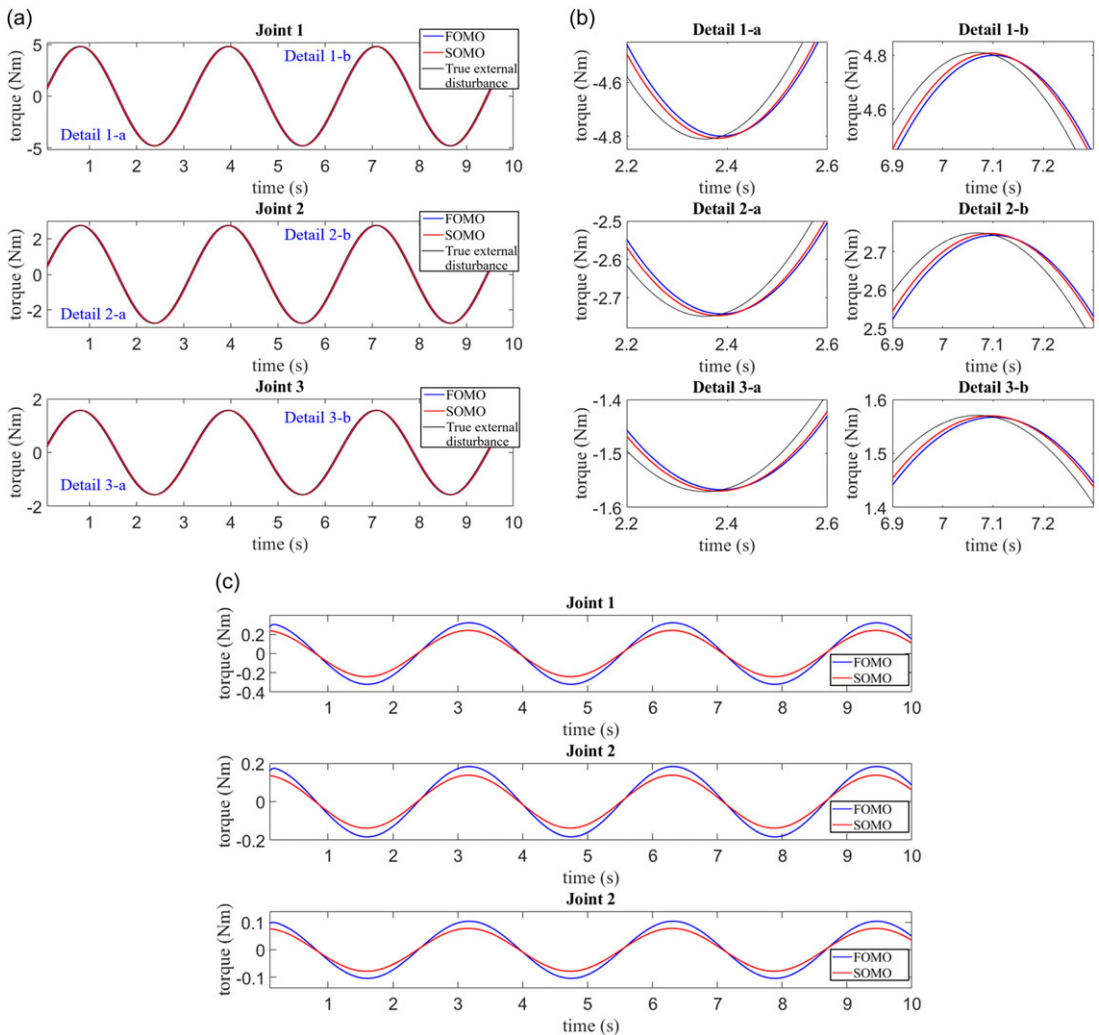 (a)
Joint 1
torque (Nm)
5
0
-5
Detail 1-a
Detail 1-b
FOMO
SOMO
True external
disturbance
1 2 3 4 5 6 7 8 9 10
time (s)
Joint 2
torque (Nm)
2
0
-2
Detail 2-a
Detail 2-b
FOMO
SOMO
True external
disturbance
1 2 3 4 5 6 7 8 9 10
time (s)
Joint 3
torque (Nm)
2
0
-2
Detail 3-a
Detail 3-b
FOMO
SOMO
True external
disturbance
1 2 3 4 5 6 7 8 9 10
time (s)
(b)
Detail 1-a
torque (Nm)
-4.6
-4.8
2.2 2.4 2.6
time (s)
Detail 1-b
torque (Nm)
4.8
4.6
6.9 7 7.1 7.2
time (s)
Detail 2-a
torque (Nm)
-2.5
-2.6
-2.7
2.2 2.4 2.6
time (s)
Detail 2-b
torque (Nm)
2.7
2.6
2.5
6.9 7 7.1 7.2
time (s)
Detail 3-a
torque (Nm)
-1.4
-1.5
-1.6
2.2 2.4 2.6
time (s)
Detail 3-b
torque (Nm)
1.6
1.5
1.4
6.9 7 7.1 7.2
time (s)
(c)
Joint 1
torque (Nm)
0.2
0
-0.2
-0.4
FOMO
SOMO
1 2 3 4 5 6 7 8 9 10
time (s)
Joint 2
torque (Nm)
0.2
0
-0.2
FOMO
SOMO
1 2 3 4 5 6 7 8 9 10
time (s)
Joint 2
torque (Nm)
0.1
0
-0.1
FOMO
SOMO
1 2 3 4 5 6 7 8 9 10
time (s)